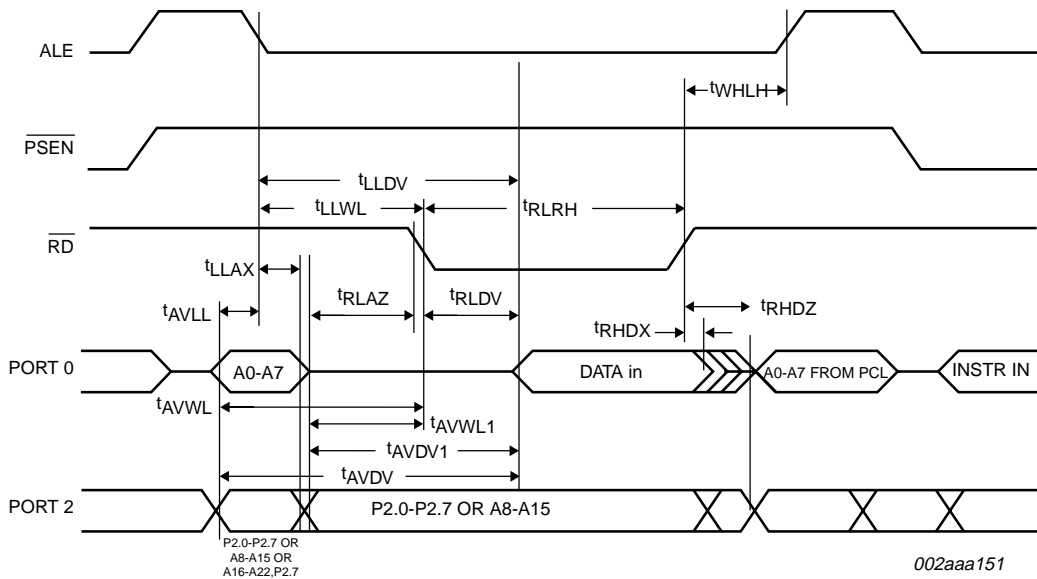 ALE
tWHLH
PSEN
tLLDV
tLLWL
tRLRH
RD
tLLAX
tRLAZ
tRLDV
tRHDZ
tAVLL
tRHDX
PORT 0
A0-A7
DATA in
A0-A7 FROM PCL
INSTR IN
tAVWL
tAVWL1
tAVDV1
tAVDV
PORT 2
P2.0-P2.7 OR A8-A15
P2.0-P2.7 OR
A8-A15 OR
A16-A22,P2.7
002aaa151